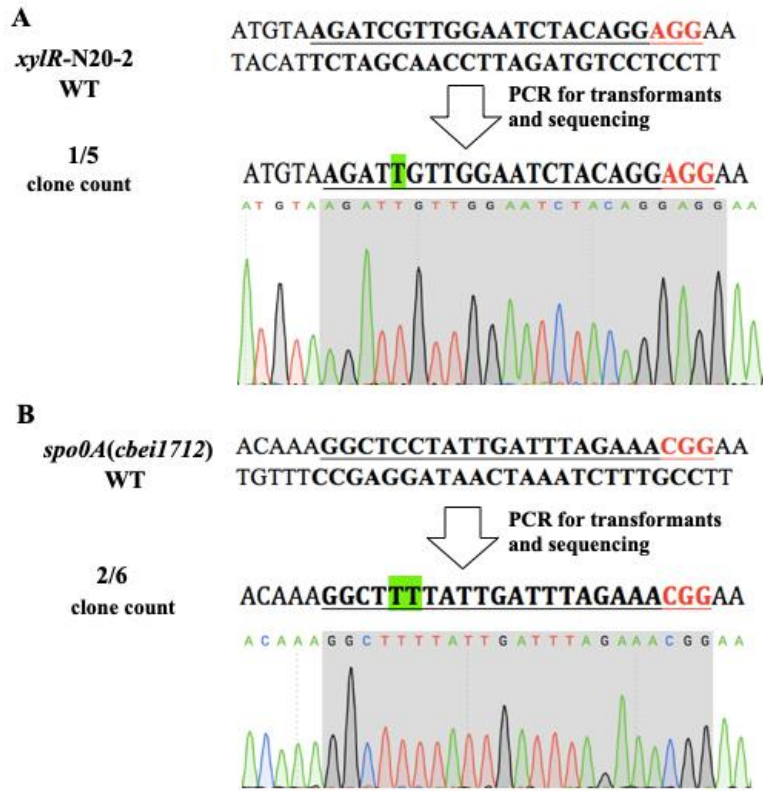 A
ATGTAAGATCGTTGGAATCTACAGGAGGAA
xylR-N20-2
TACATTCTAGCAACCTTAGATGTCCTCCTT
WT
PCR for transformants
and sequencing
1/5
clone count
ATGTAAGATTGTTGGAATCTACAGGAGGAA
A T G T A A G A T T G T T G G A A T C T A C A G G A G G A A
B
spo0A(cbei1712)
ACAAAGGCTCCTATTGATTTAGAAACGGAA
WT
TGTTTCCGAGGATAACTAAATCTTTGCCTT
PCR for transformants
and sequencing
2/6
clone count
ACAAAGGCTTTTATTGATTTAGAAACGGAA
A C A A A G G C T T T T A T T G A T T T A G A A A C G G A A